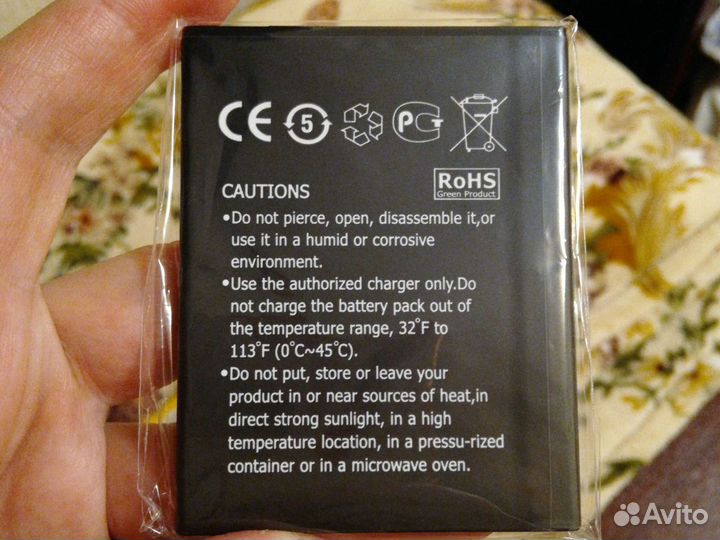 CE 5 PG
CAUTIONS
RoHS
Green Product
•Do not pierce, open, disassemble it,or
use it in a humid or corrosive
environment.
•Use the authorized charger only.Do
not charge the battery pack out of
the temperature range, 32°F to
113°F (0°C~45°C).
•Do not put, store or leave your
product in or near sources of heat,in
direct strong sunlight, in a high
temperature location, in a pressu-rized
container or in a microwave oven.
Avito